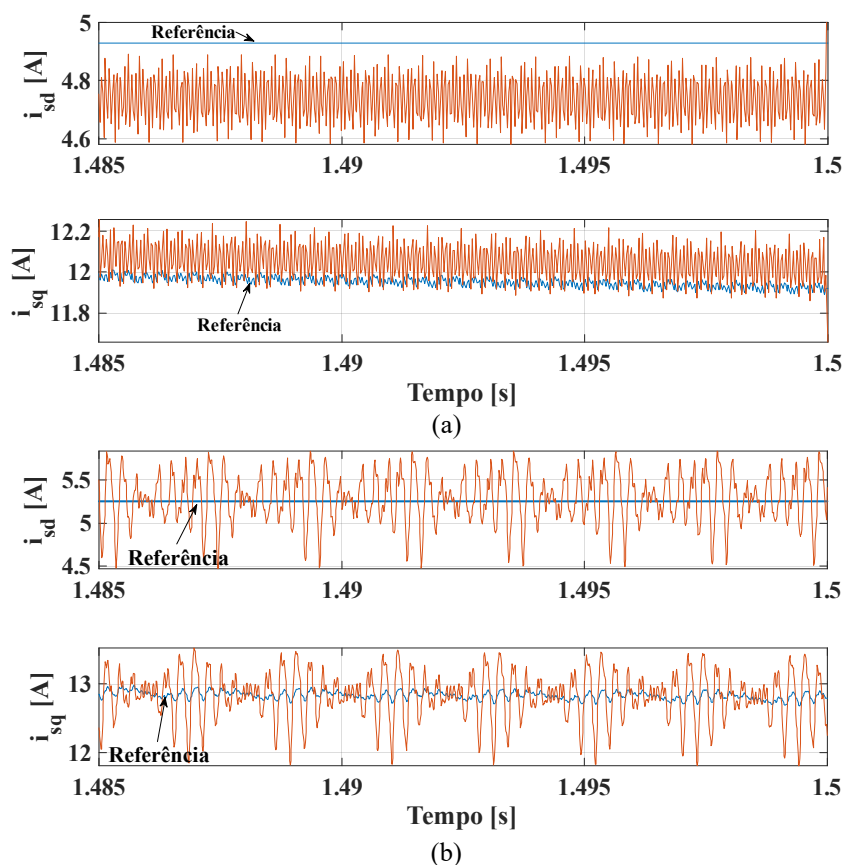 5
Referência
4.8
4.6
i_sd [A]
1.485 1.49 1.495 1.5
12.2
12
11.8
i_sq [A]
Referência
1.485 1.49 1.495 1.5
Tempo [s]
(a)
5.5
5
4.5
i_sd [A]
Referência
1.485 1.49 1.495 1.5
13
12
i_sq [A]
Referência
1.485 1.49 1.495 1.5
Tempo [s]
(b)